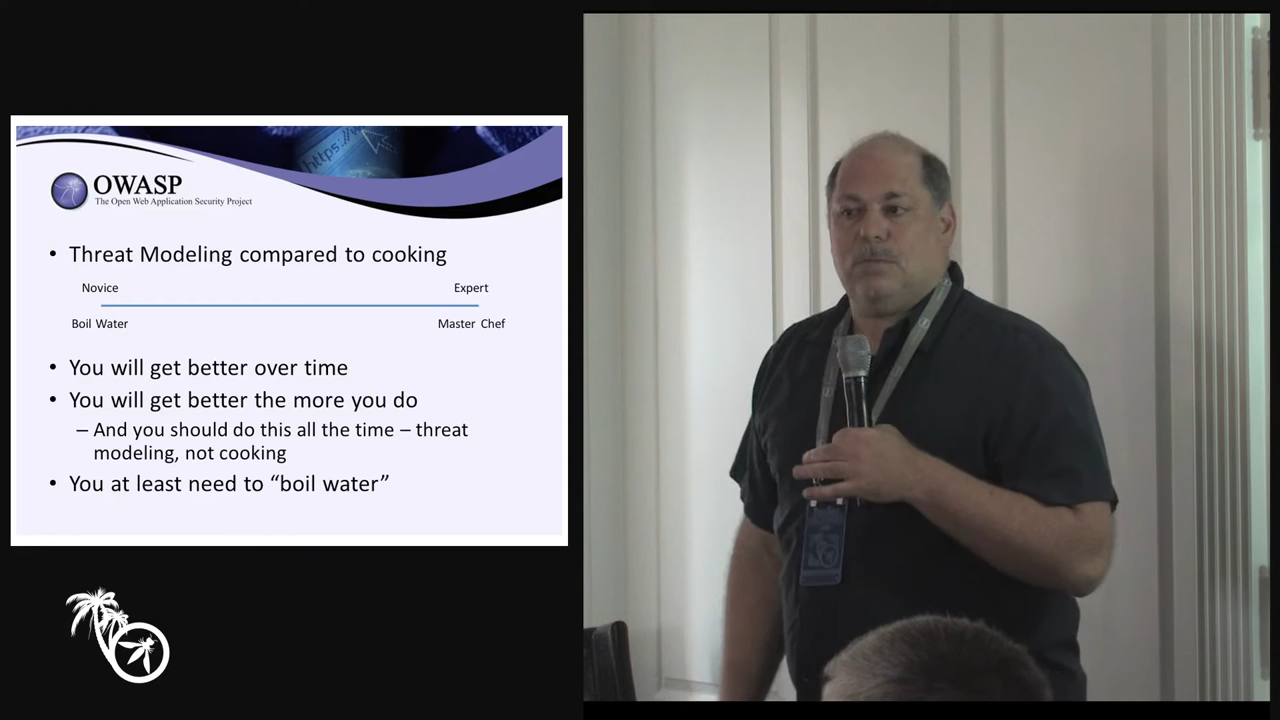 https://
OWASP
The Open Web Application Security Project
• Threat Modeling compared to cooking
Novice Expert
Boil Water Master Chef
• You will get better over time
• You will get better the more you do
– And you should do this all the time – threat
modeling, not cooking
• You at least need to “boil water”